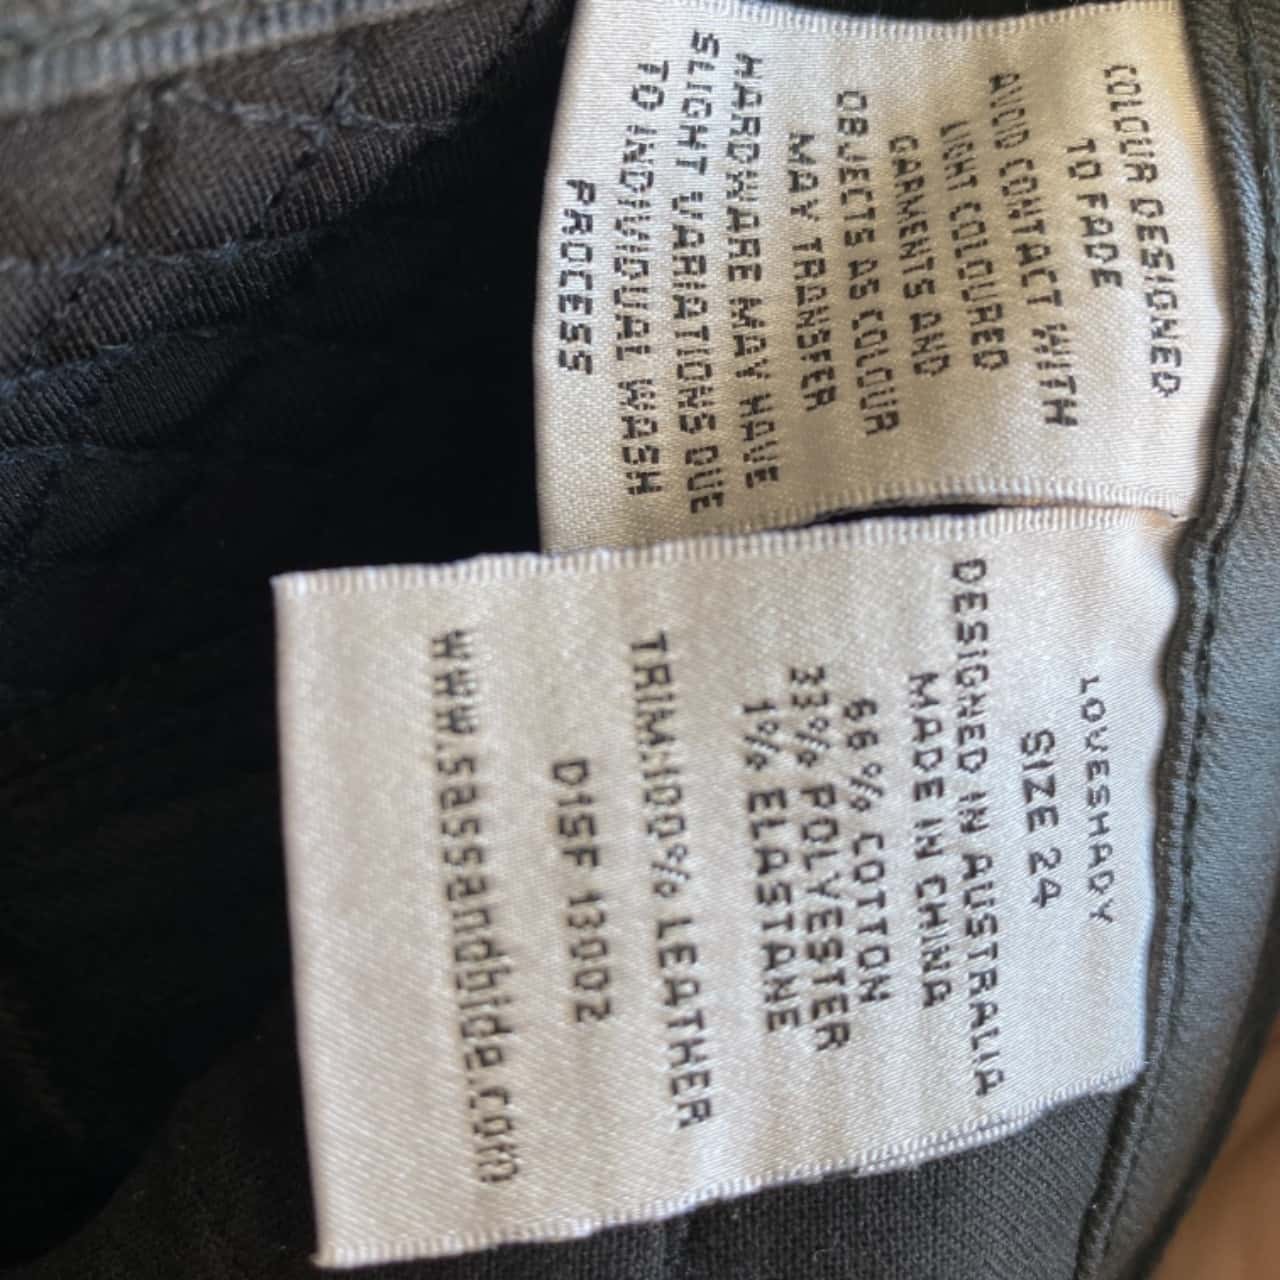 COLOUR DESIGNED
TO FADE
AVOID CONTACT WITH
LIGHT COLOURED
GARMENTS AND
OBJECTS AS COLOUR
MAY TRANSFER
HARDWARE MAY HAVE
SLIGHT VARIATIONS DUE
TO INDIVIDUAL WASH
PROCESS
LOVESHADY
SIZE 24
DESIGNED IN AUSTRALIA
MADE IN CHINA
66% COTTON
33% POLYESTER
1% ELASTANE
TRIM:100% LEATHER
D1SF 13002
www.sassandbide.com